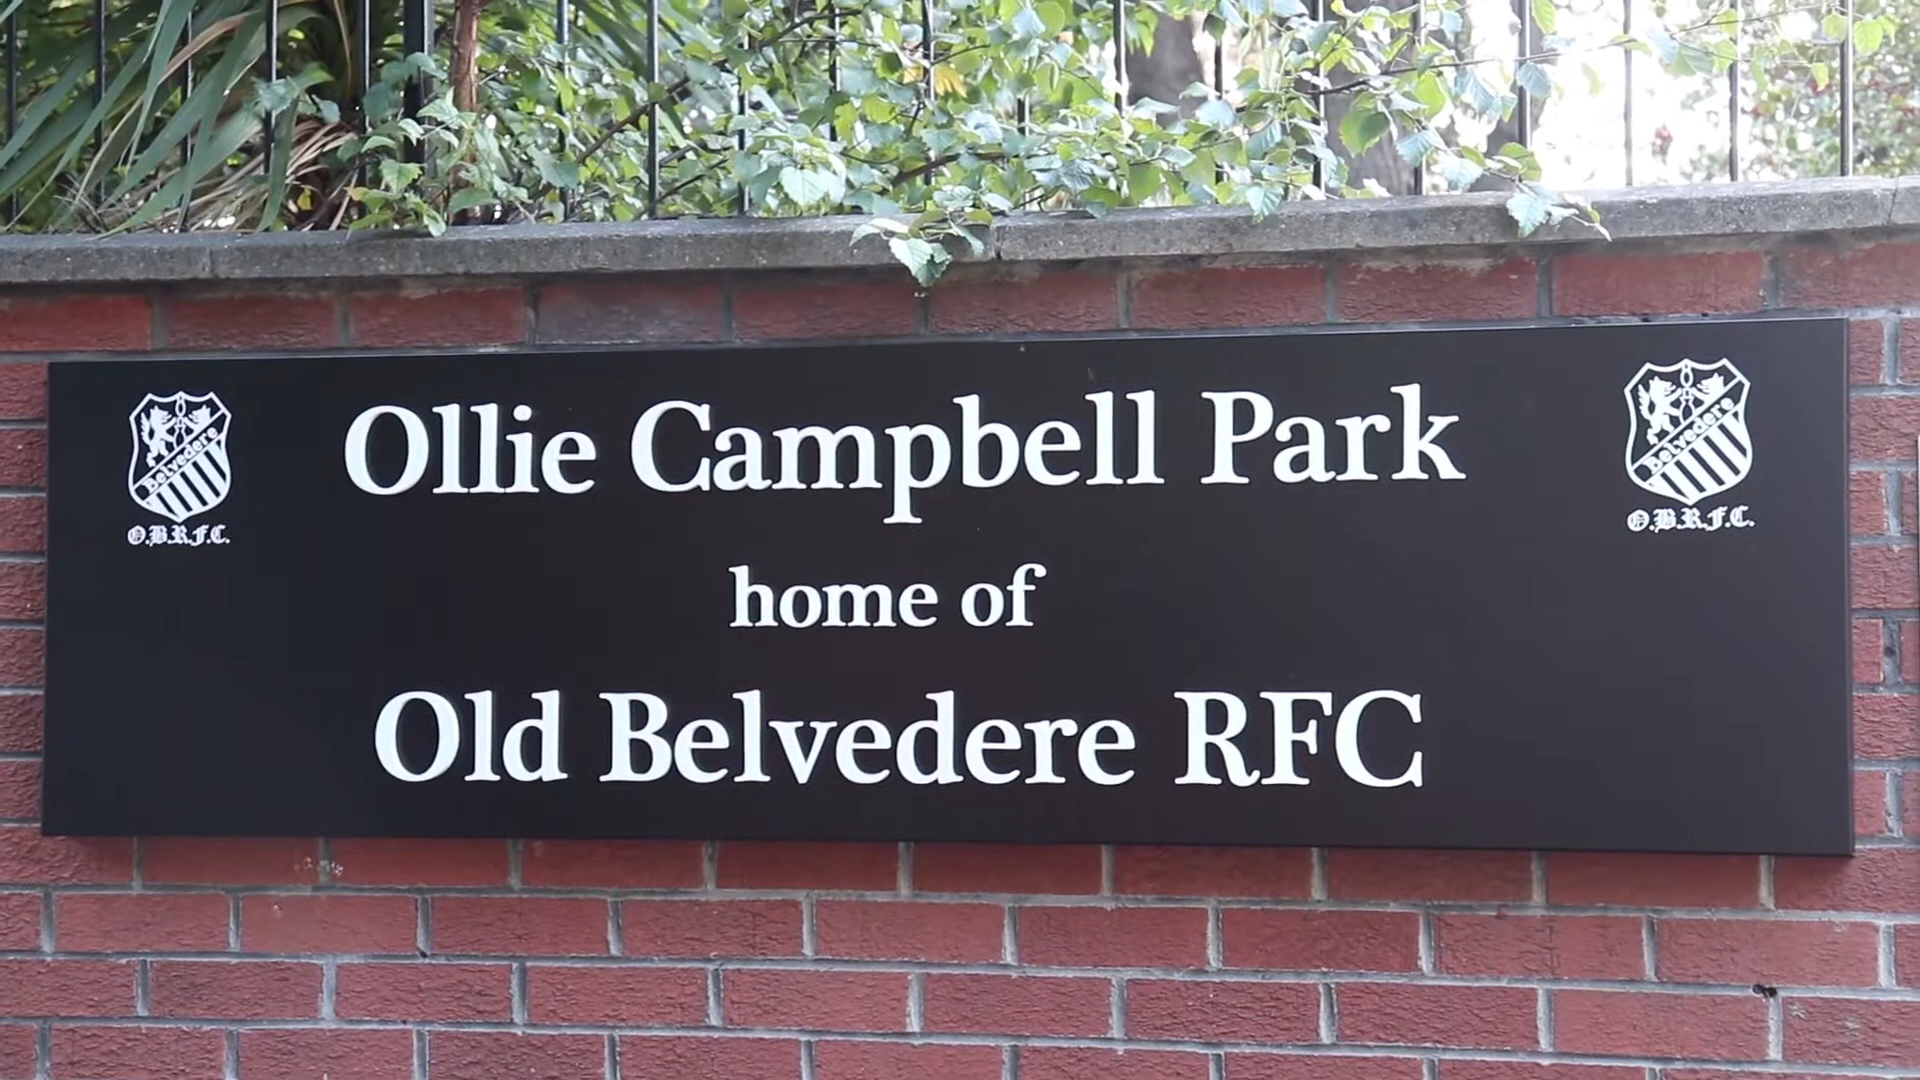 Ollie Campbell Park
home of
Old Belvedere RFC
Belvedere
O.B.R.F.C.
Belvedere
O.B.R.F.C.